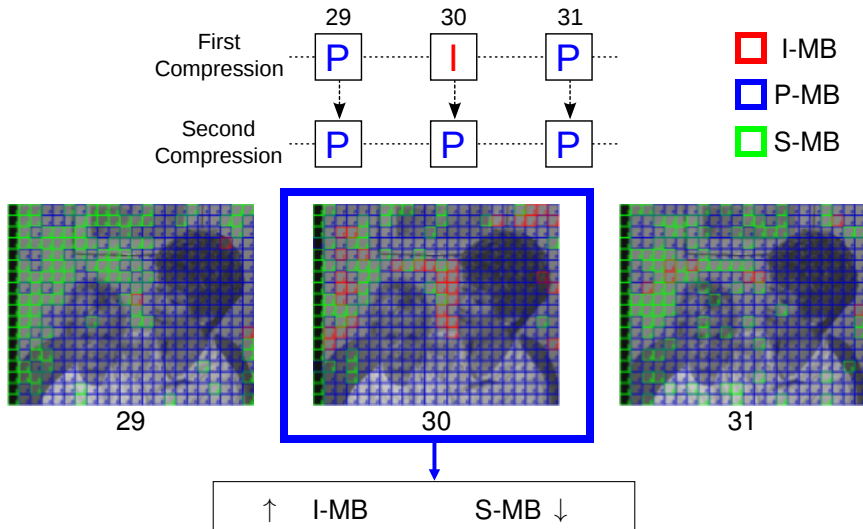 29 30 31
First Compression
P I P
Second Compression
P P P
I-MB
P-MB
S-MB
29 30 31
↑ I-MB S-MB ↓